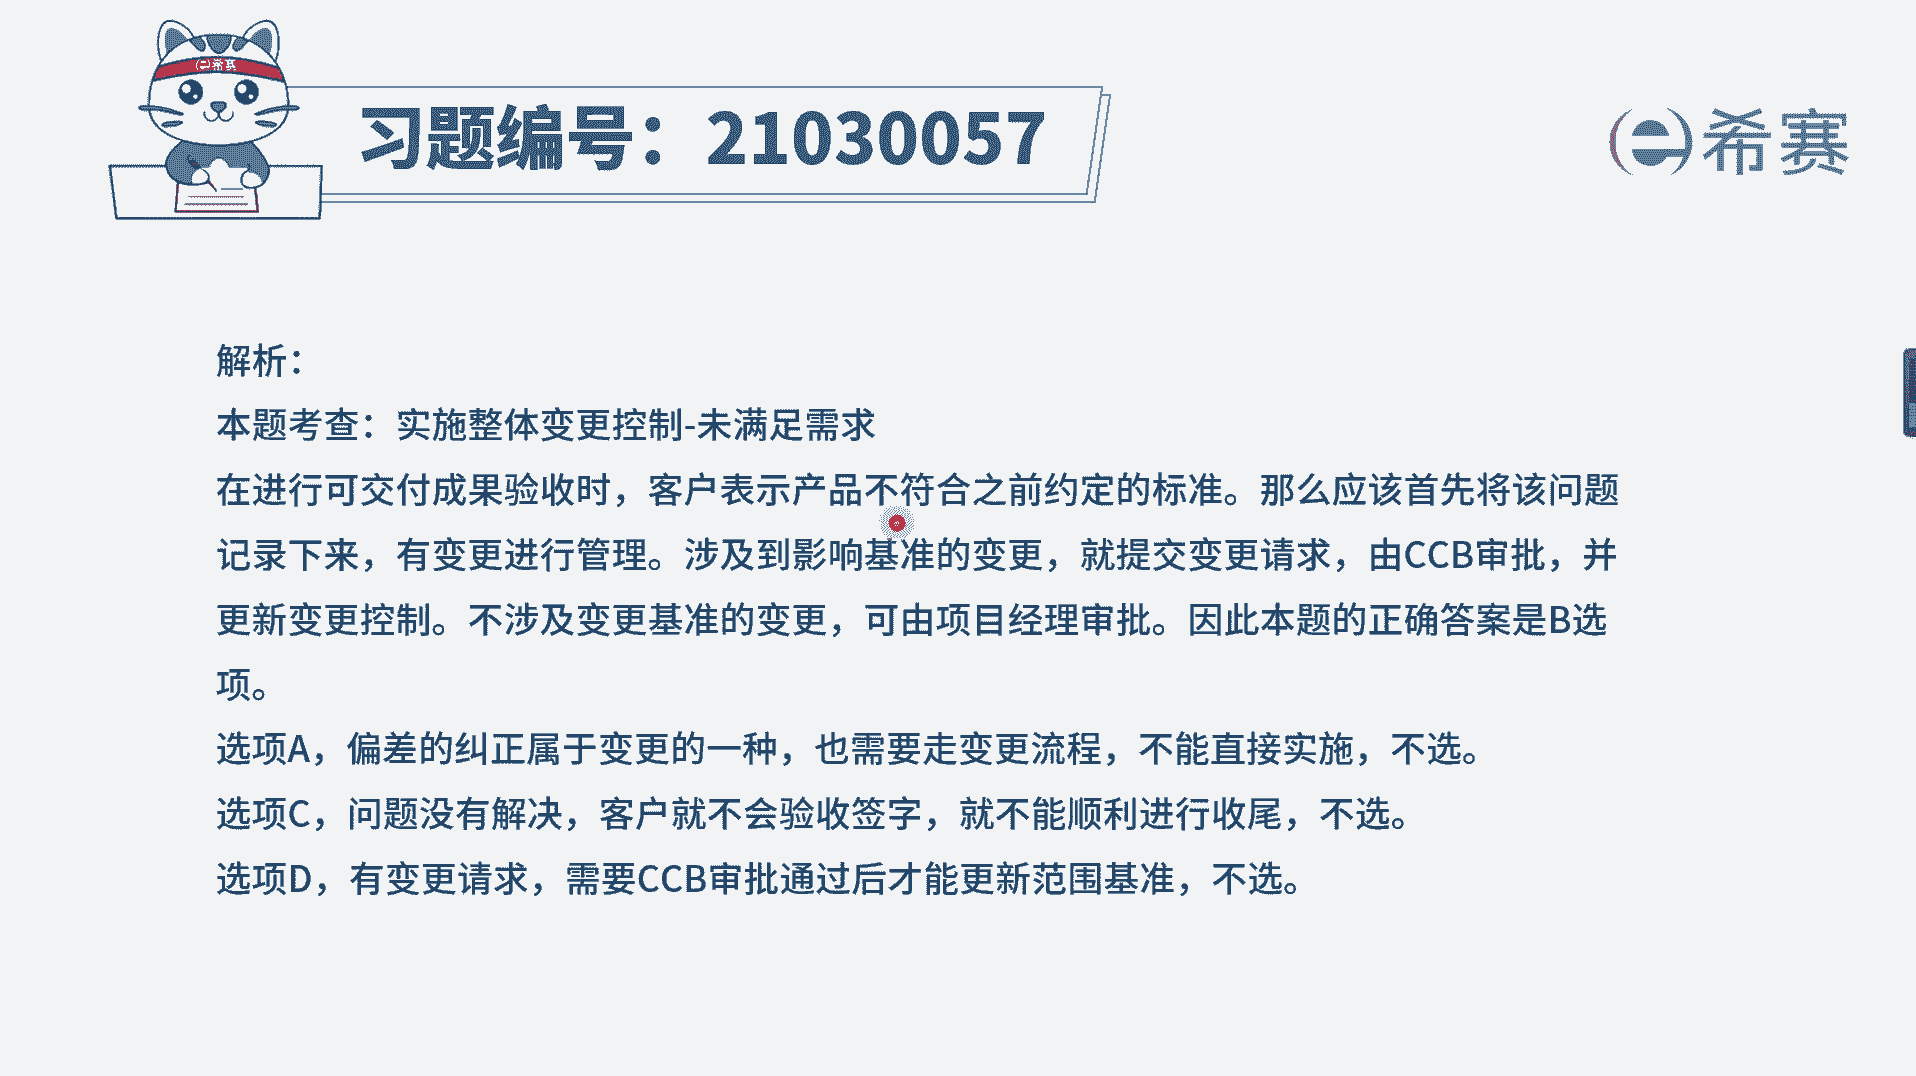 希赛
习题编号：21030057
希赛
解析：
本题考查：实施整体变更控制-未满足需求
在进行可交付成果验收时，客户表示产品不符合之前约定的标准。那么应该首先将该问题
记录下来，有变更进行管理。涉及到影响基准的变更，就提交变更请求，由CCB审批，并
更新变更控制。不涉及变更基准的变更，可由项目经理审批。因此本题的正确答案是B选
项。
选项A，偏差的纠正属于变更的一种，也需要走变更流程，不能直接实施，不选。
选项C，问题没有解决，客户就不会验收签字，就不能顺利进行收尾，不选。
选项D，有变更请求，需要CCB审批通过后才能更新范围基准，不选。